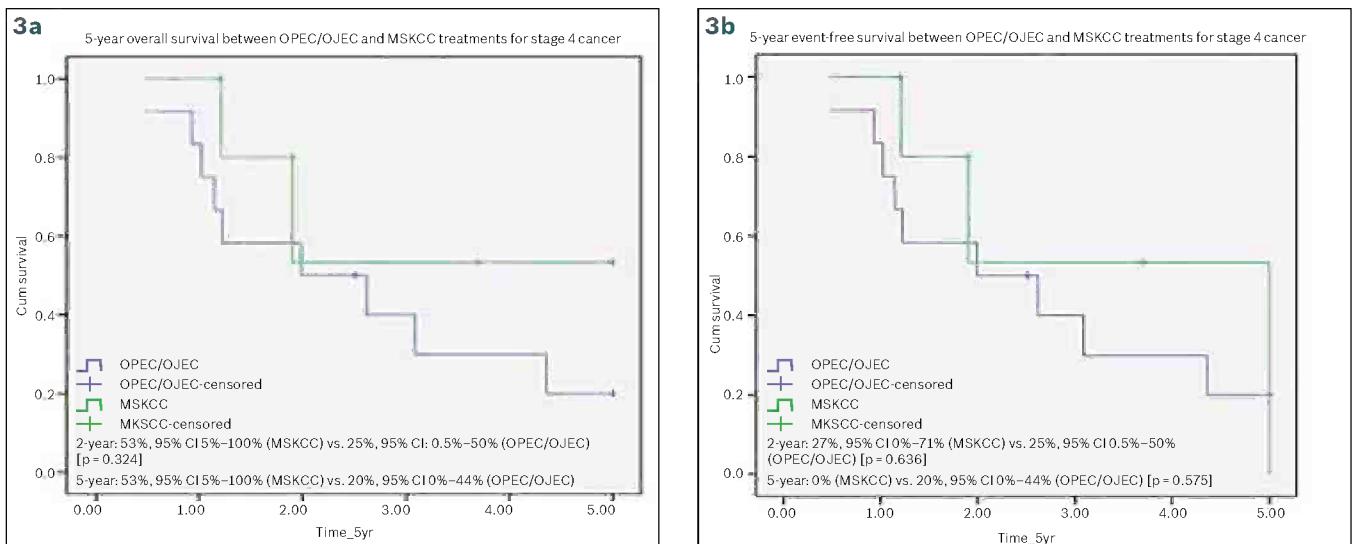 3a
5-year overall survival between OPEC/OJEC and MSKCC treatments for stage 4 cancer
1.0
0.8
0.6
0.4
0.2
0.0
Cum survival
OPEC/OJEC
OPEC/OJEC-censored
MSKCC
MKSCC-censored
2-year: 53%, 95% CI 5%–100% (MSKCC) vs. 25%, 95% CI: 0.5%–50% (OPEC/OJEC)
[p = 0.324]
5-year: 53%, 95% CI 5%–100% (MSKCC) vs. 20%, 95% CI 0%–44% (OPEC/OJEC)
0.00 1.00 2.00 3.00 4.00 5.00
Time_5yr
3b
5-year event-free survival between OPEC/OJEC and MSKCC treatments for stage 4 cancer
1.0
0.8
0.6
0.4
0.2
0.0
Cum survival
OPEC/OJEC
OPEC/OJEC-censored
MSKCC
MKSCC-censored
2-year: 27%, 95% CI 0%–71% (MSKCC) vs. 25%, 95% CI 0.5%–50%
(OPEC/OJEC) [p = 0.636]
5-year: 0% (MSKCC) vs. 20%, 95% CI 0%–44% (OPEC/OJEC) [p = 0.575]
0.00 1.00 2.00 3.00 4.00 5.00
Time_5yr